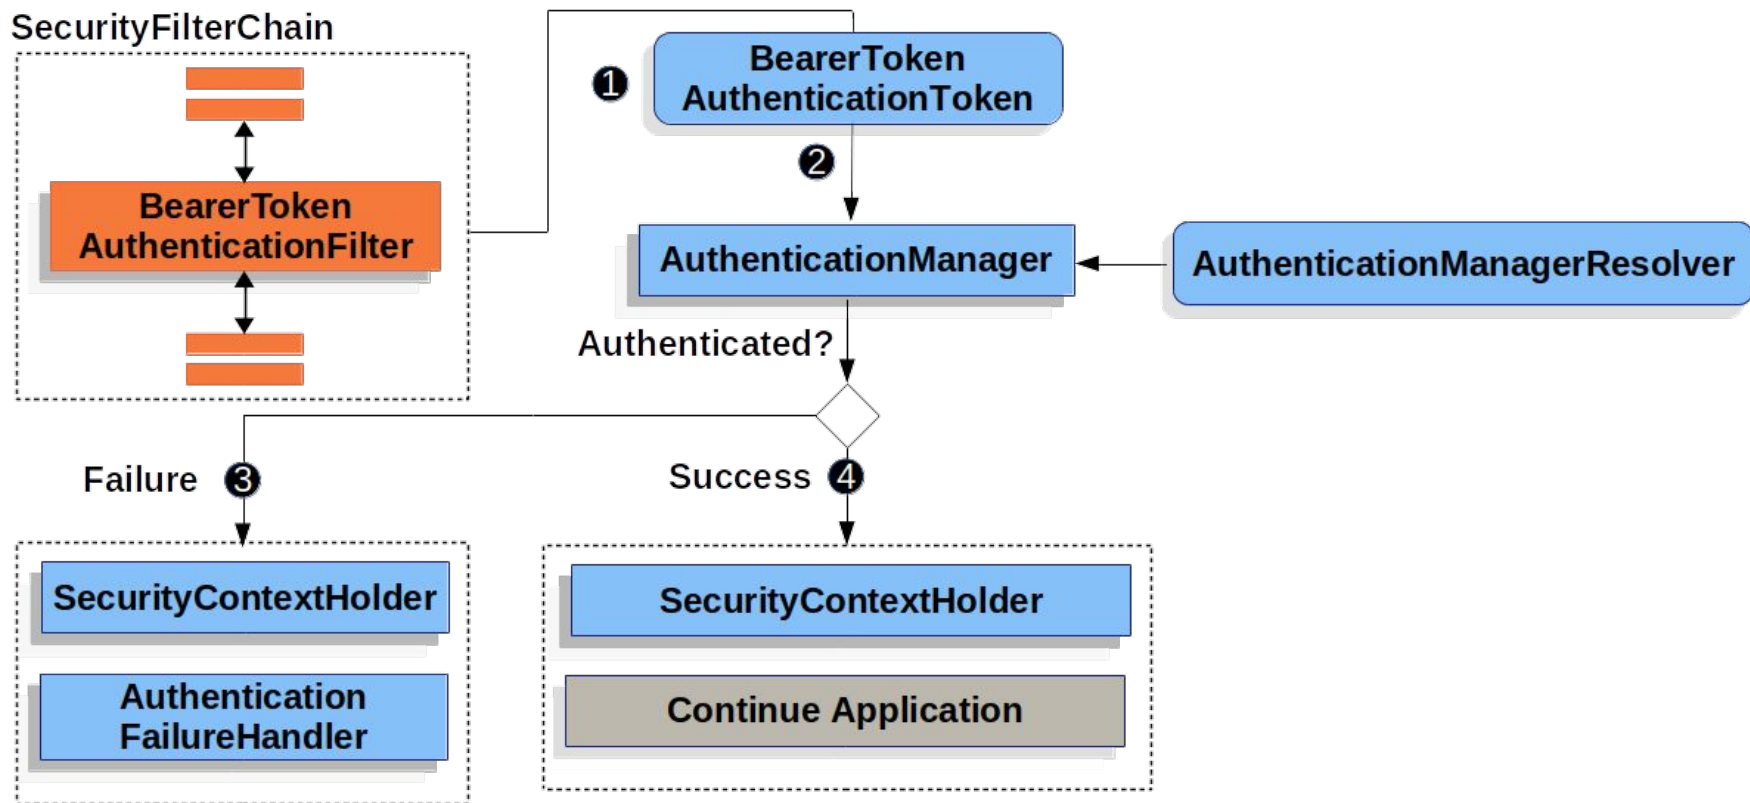 SecurityFilterChain
BearerToken
AuthenticationToken
1
2
BearerToken
AuthenticationFilter
AuthenticationManager
AuthenticationManagerResolver
Authenticated?
Failure
3
Success
4
SecurityContextHolder
Authentication
FailureHandler
SecurityContextHolder
Continue Application